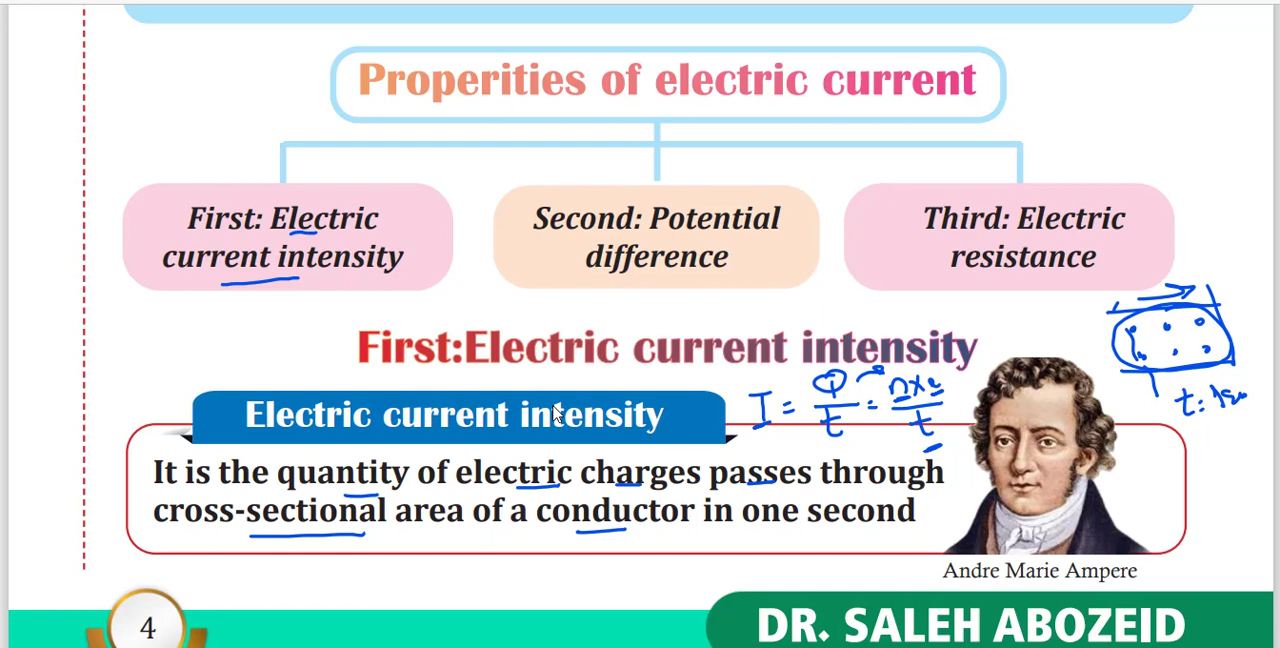 Properities of electric current
First: Electric
current intensity
Second: Potential
difference
Third: Electric
resistance
First:Electric current intensity
I = Q/t = n×e/t
Electric current intensity
It is the quantity of electric charges passes through
cross-sectional area of a conductor in one second
Andre Marie Ampere
4
DR. SALEH ABOZEID